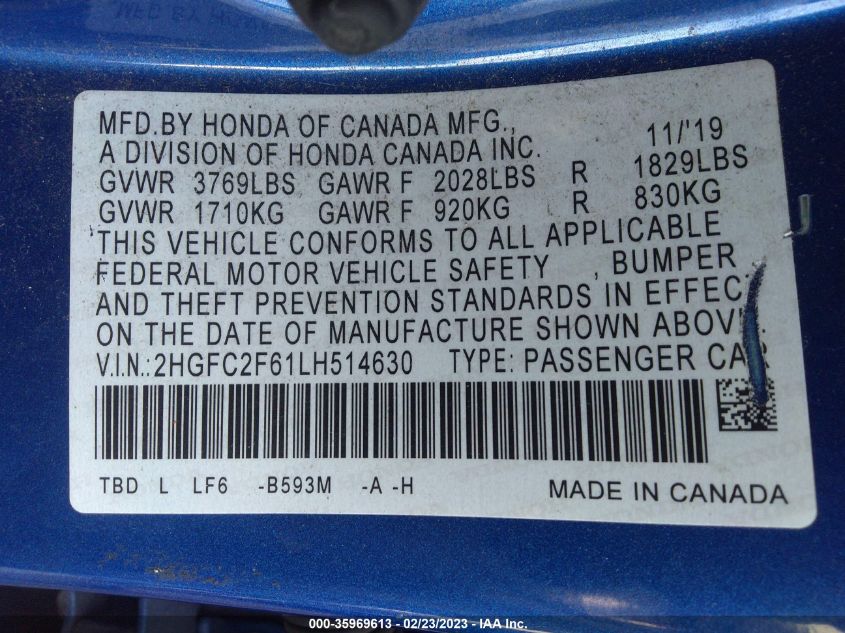 MFD.BY HONDA OF CANADA MFG.,
A DIVISION OF HONDA CANADA INC. 11/'19
GVWR 3769LBS GAWR F 2028LBS R 1829LBS
GVWR 1710KG GAWR F 920KG R 830KG
THIS VEHICLE CONFORMS TO ALL APPLICABLE
FEDERAL MOTOR VEHICLE SAFETY , BUMPER
AND THEFT PREVENTION STANDARDS IN EFFEC
ON THE DATE OF MANUFACTURE SHOWN ABOV
V.I.N.:2HGFC2F61LH514630 TYPE: PASSENGER CAR
TBD L LF6 -B593M -A -H MADE IN CANADA
000-35969613 / 02/23/2023 - IAA Inc.